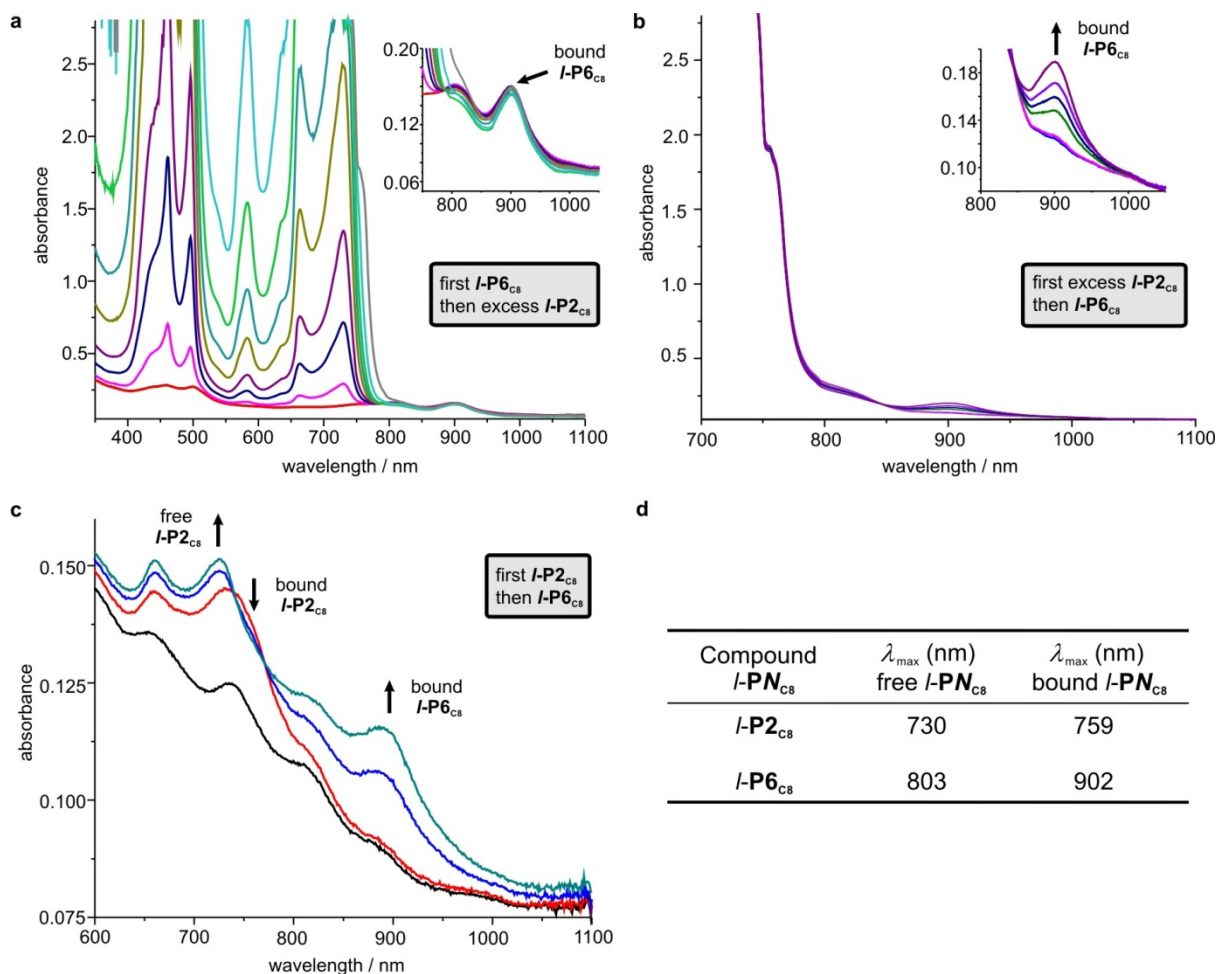 a
absorbance
2.5
2.0
1.5
1.0
0.5
400 500 600 700 800 900 1000 1100
wavelength / nm
0.20
0.13
0.06
800 900 1000
bound
l-P6C8
first l-P6C8
then excess l-P2C8
b
absorbance
2.5
2.0
1.5
1.0
0.5
700 800 900 1000 1100
wavelength / nm
0.18
0.16
0.14
0.12
0.10
800 900 1000
bound
l-P6C8
first excess l-P2C8
then l-P6C8
c
absorbance
0.150
0.125
0.100
0.075
600 700 800 900 1000 1100
wavelength / nm
free
l-P2C8
bound
l-P2C8
bound
l-P6C8
first l-P2C8
then l-P6C8
d
Compound λmax (nm) λmax (nm)
l-PNC8 free l-PNC8 bound l-PNC8
l-P2C8 730 759
l-P6C8 803 902